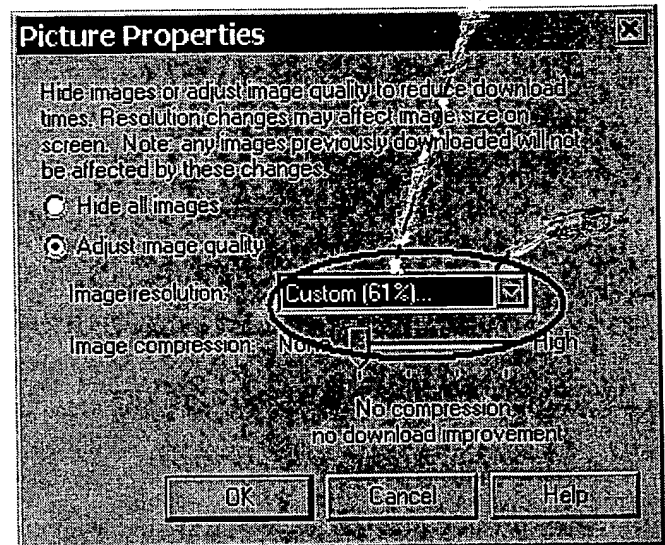 Picture Properties
Hide images or adjust image quality to reduce download
times. Resolution changes may affect image size on
screen. Note: any images previously downloaded will not
be affected by these changes.
Hide all images
Adjust image quality
Image resolution: Custom (61%)...
Image compression: None High
No compression,
no download improvement
OK Cancel Help